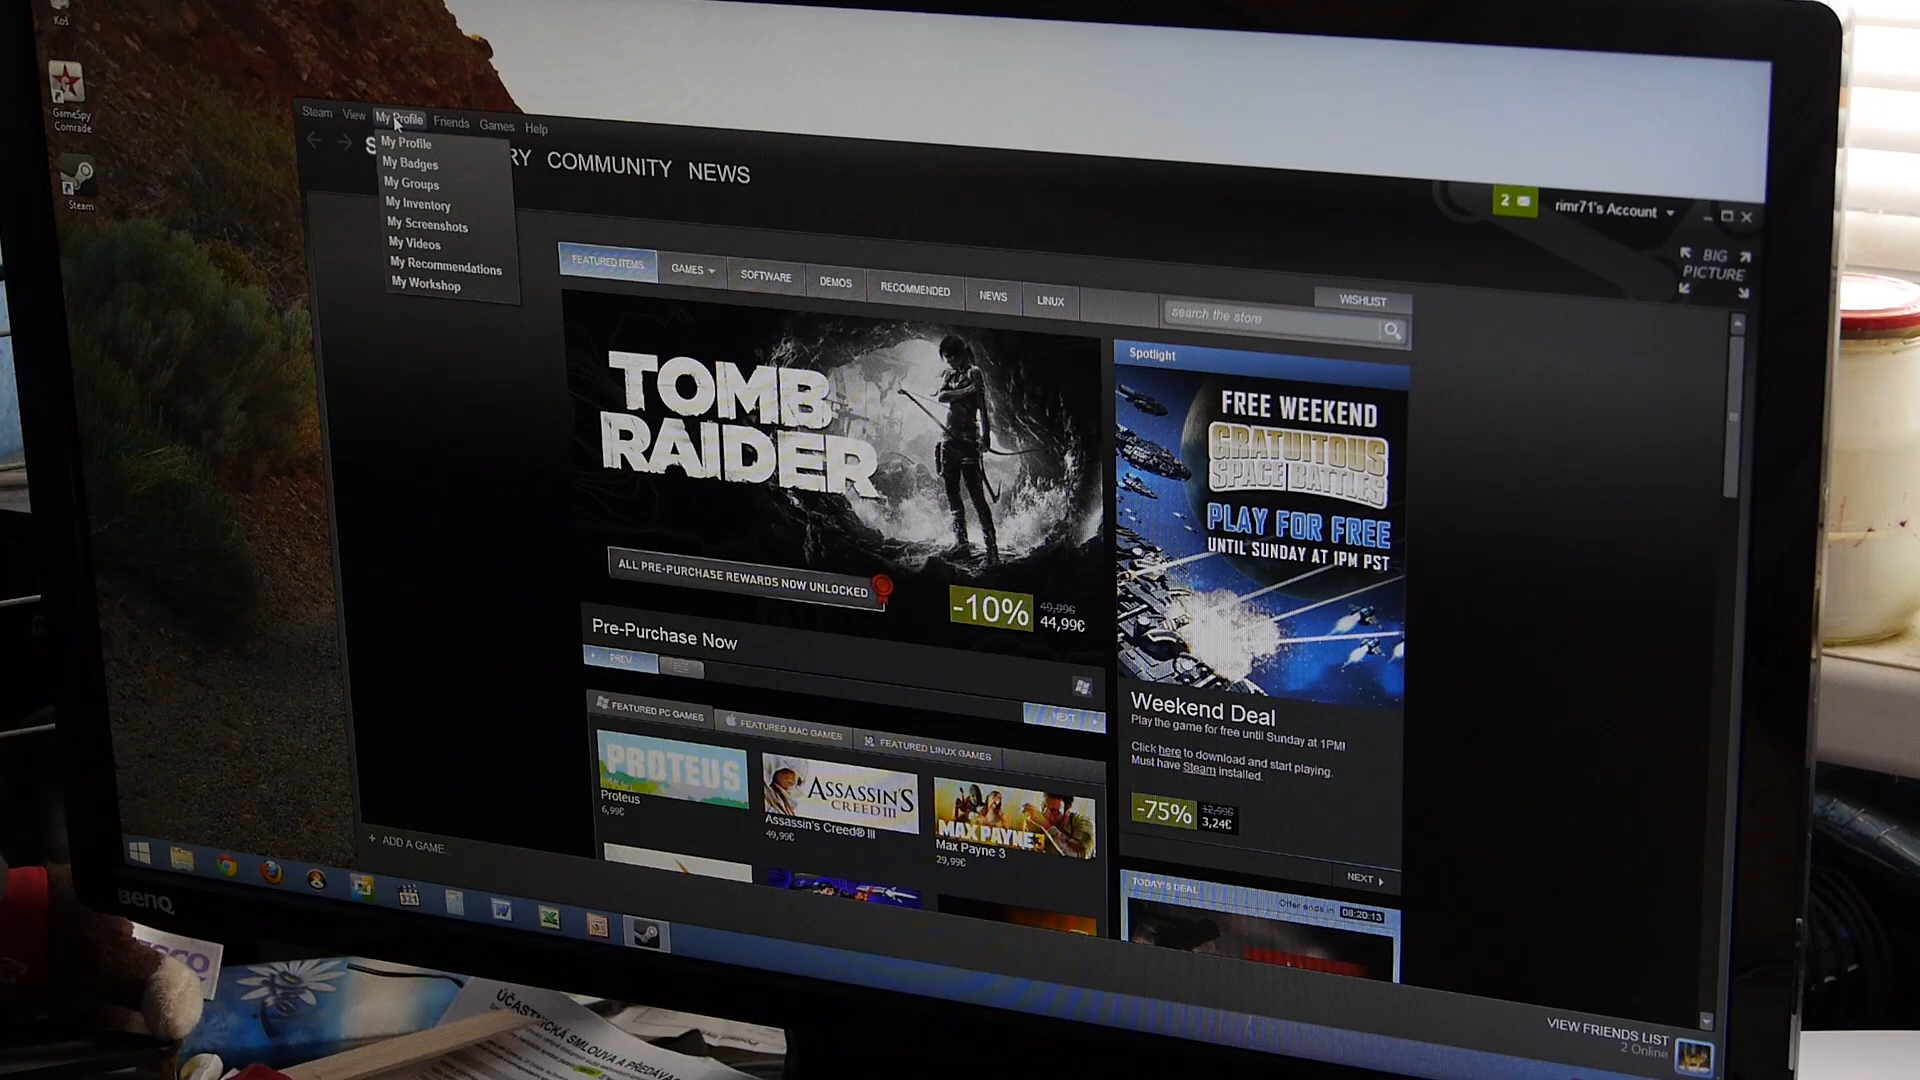 Koš
GameSpy
Comrade
Steam
Steam View My Profile Friends Games Help
My Profile
My Badges
My Groups
My Inventory
My Screenshots
My Videos
My Recommendations
My Workshop
S RY COMMUNITY NEWS
2 rimr71's Account
BIG
PICTURE
FEATURED ITEMS GAMES SOFTWARE DEMOS RECOMMENDED NEWS LINUX
WISHLIST
search the store
TOMB
RAIDER
ALL PRE-PURCHASE REWARDS NOW UNLOCKED
-10% 49,99€
44,99€
Pre-Purchase Now
PREV
NEXT
Spotlight
FREE WEEKEND
GRATUITOUS
SPACE BATTLES
PLAY FOR FREE
UNTIL SUNDAY AT 1PM PST
Weekend Deal
Play the game for free until Sunday at 1PM!
Click here to download and start playing.
Must have Steam installed.
-75% 12,99€
3,24€
NEXT
TODAY'S DEAL
Offer ends in 08:20:13
FEATURED PC GAMES FEATURED MAC GAMES FEATURED LINUX GAMES
PROTEUS
Proteus
6,99€
ASSASSIN'S
CREED III
Assassin's Creed® III
49,99€
MAX PAYNE 3
Max Payne 3
29,99€
+ ADD A GAME...
VIEW FRIENDS LIST
2 Online
BenQ
ÚČASTNICKÁ SMLOUVA A PŘEDÁVA